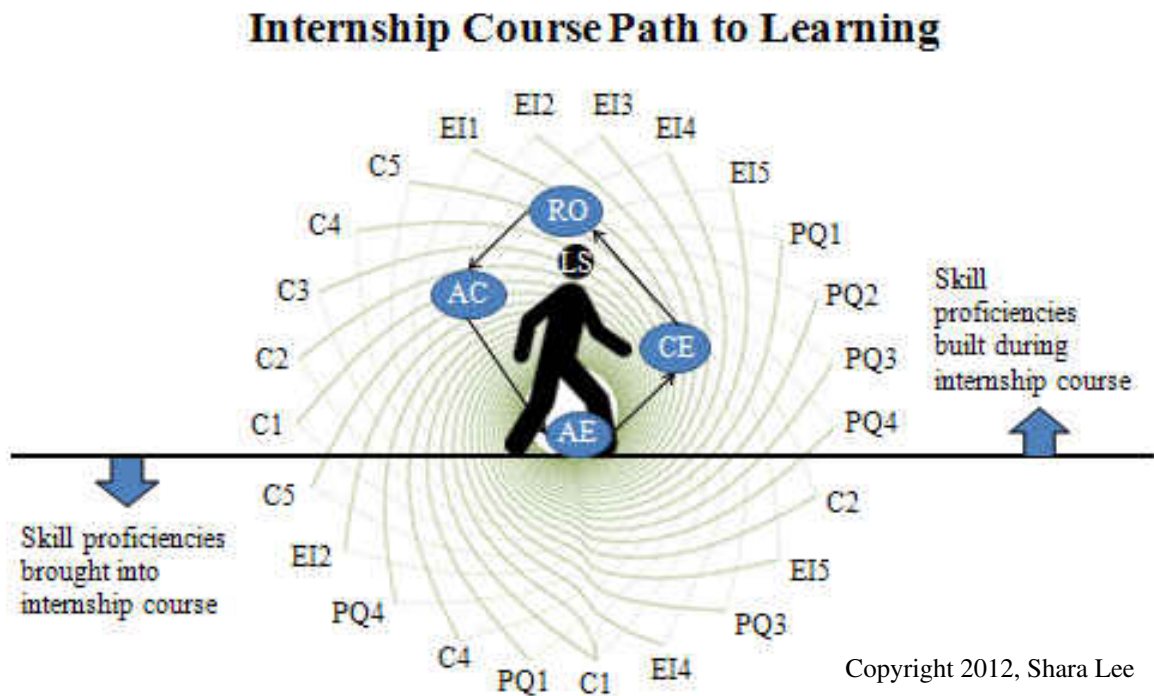 Internship Course Path to Learning
EI2
EI3
EI1
EI4
C5
EI5
RO
C4
PQ1
LS
AC
C3
PQ2
Skill
proficiencies
built during
internship course
CE
C2
PQ3
C1
AE
PQ4
C5
C2
Skill proficiencies
brought into
internship course
EI2
EI5
PQ4
PQ3
C4
EI4
PQ1
C1
Copyright 2012, Shara Lee